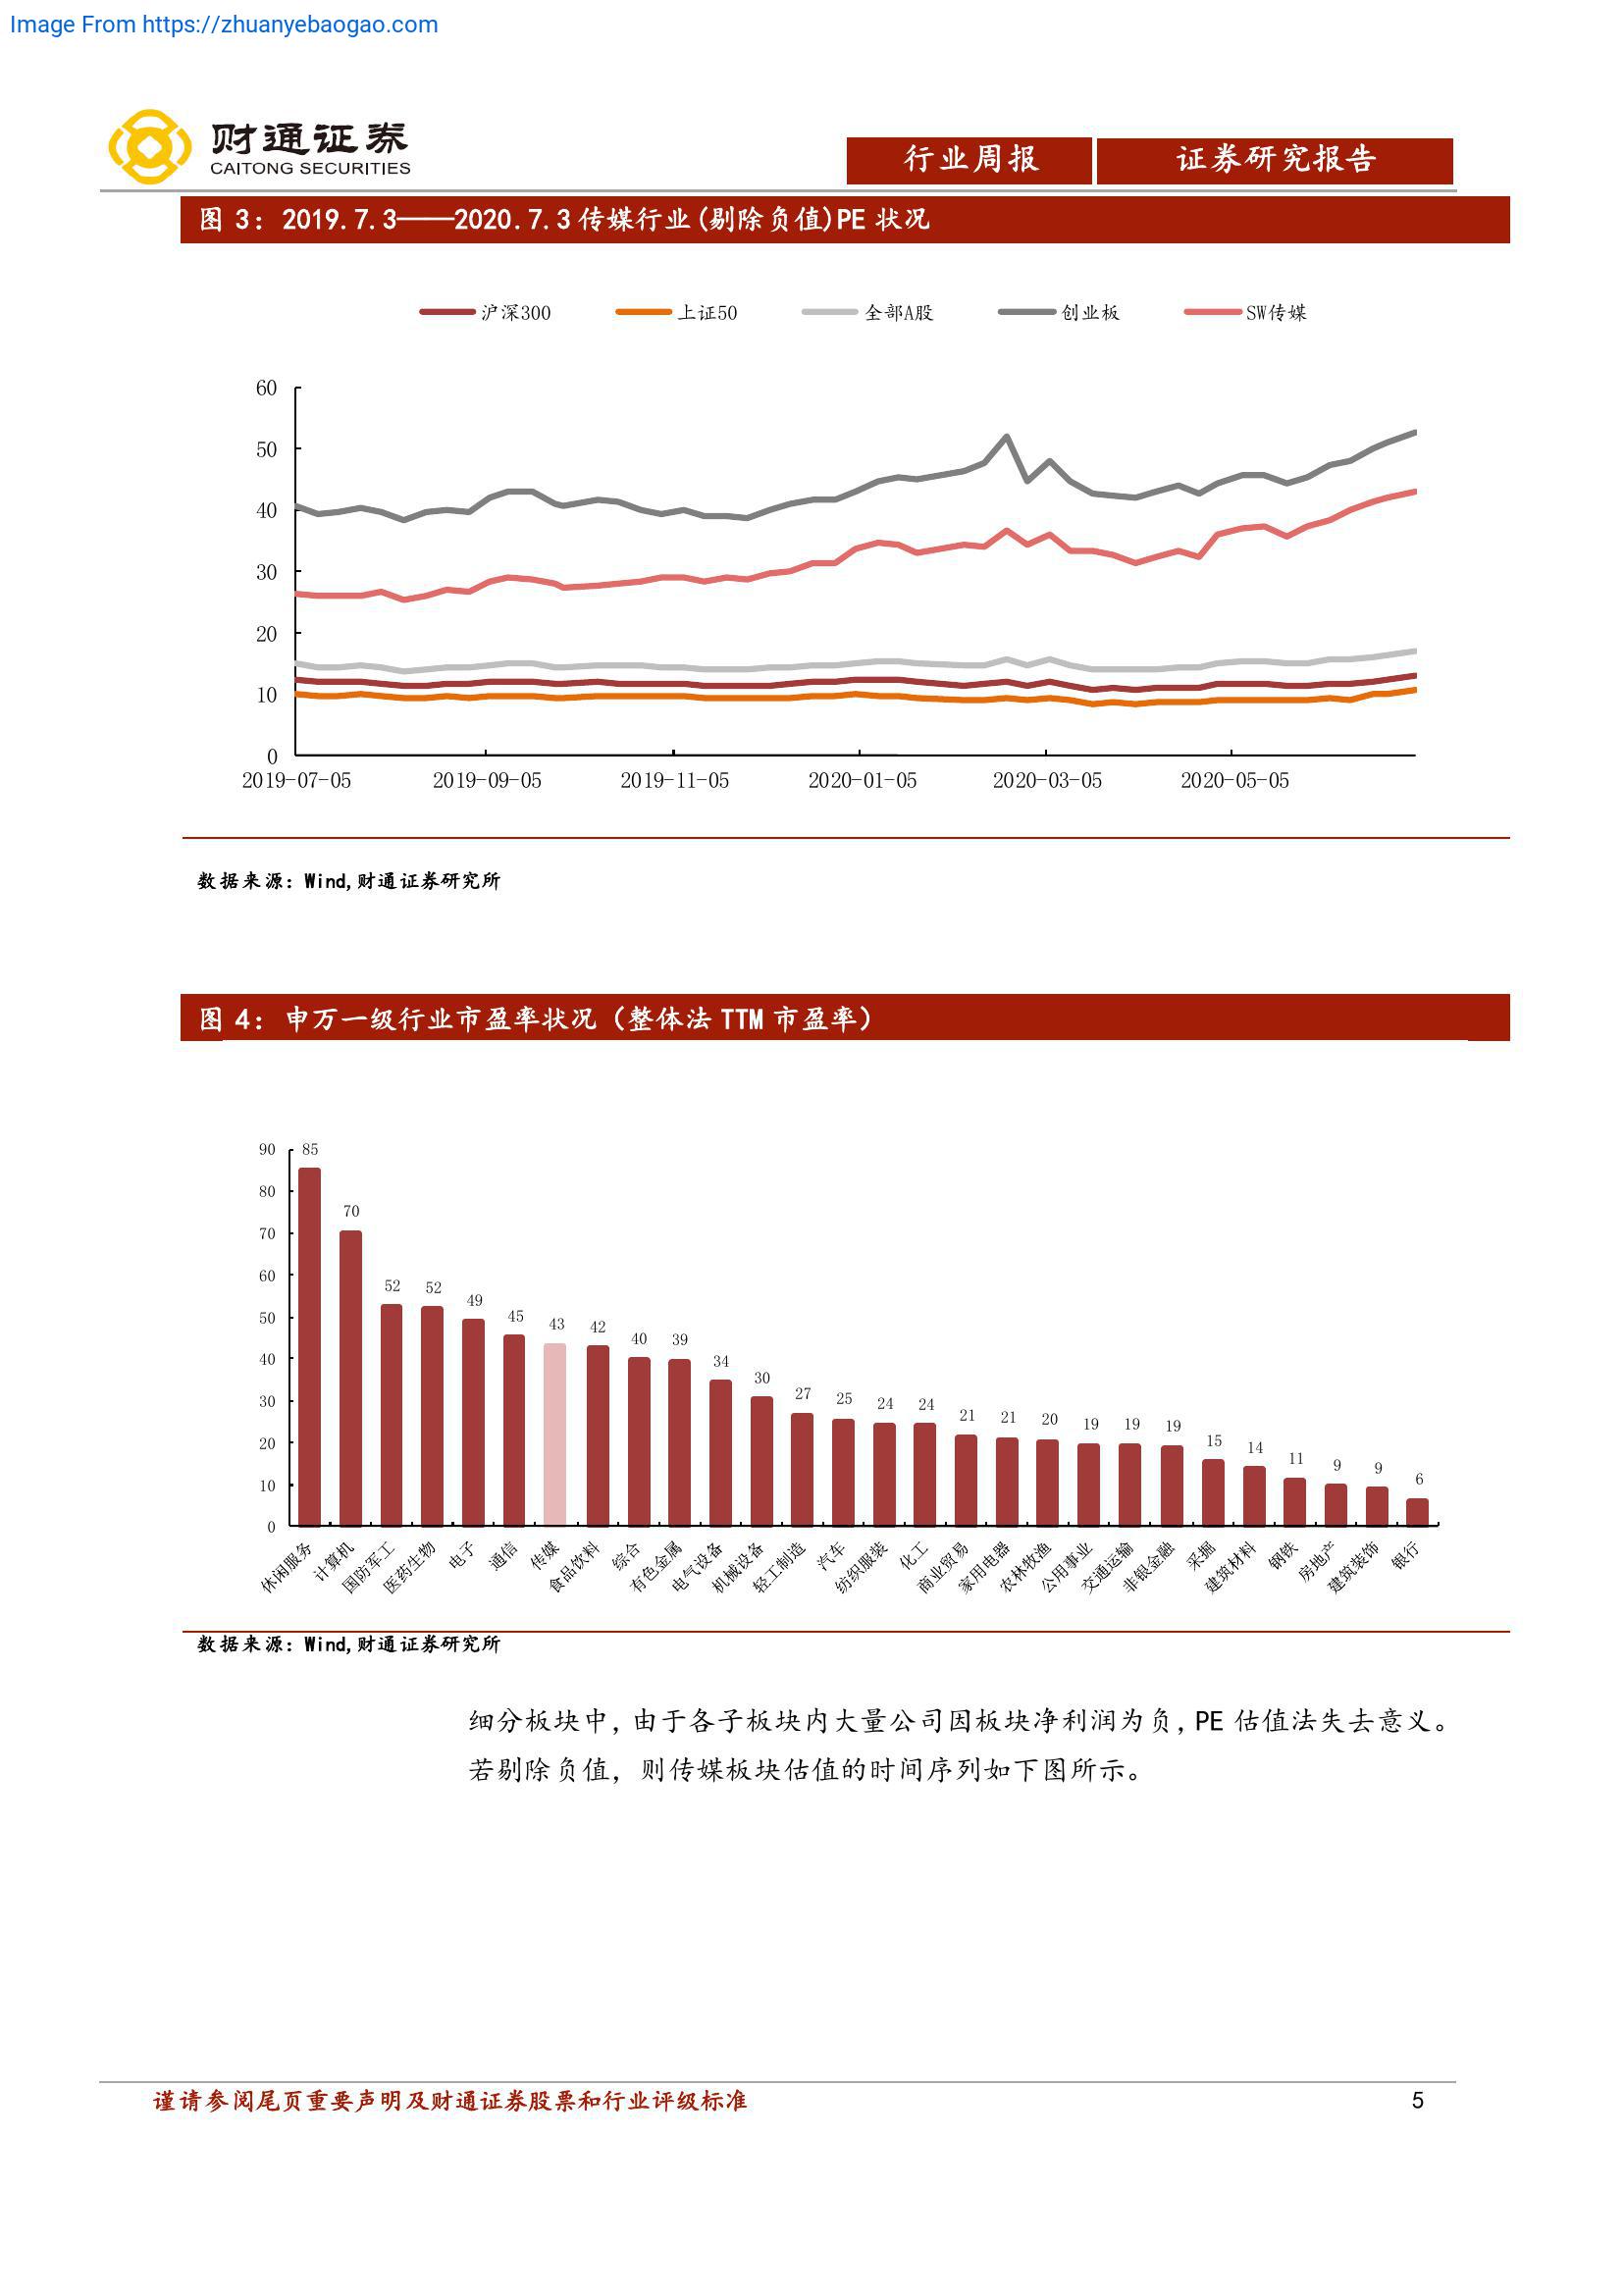 Image From https://zhuanyebaogao.com
财通证券
CAITONG SECURITIES
行业周报
证券研究报告
图 3: 2019.7.3——2020.7.3 传媒行业(剔除负值)PE 状况
沪深300 上证50 全部A股 创业板 SW传媒
60
50
40
30
20
10
0
2019-07-05 2019-09-05 2019-11-05 2020-01-05 2020-03-05 2020-05-05
数据来源: Wind,财通证券研究所
图 4: 申万一级行业市盈率状况（整体法 TTM 市盈率）
90
80
70
60
50
40
30
20
10
0
85 70 52 52 49 45 43 42 40 39 34 30 27 25 24 24 21 21 20 19 19 19 15 14 11 9 9 6
休闲服务 计算机 国防军工 医药生物 电子 通信 传媒 食品饮料 综合 有色金属 电气设备 机械设备 轻工制造 汽车 纺织服装 化工 商业贸易 家用电器 农林牧渔 公用事业 交通运输 非银金融 采掘 建筑材料 钢铁 房地产 建筑装饰 银行
数据来源: Wind,财通证券研究所
细分板块中, 由于各子板块内大量公司因板块净利润为负, PE 估值法失去意义。
若剔除负值, 则传媒板块估值的时间序列如下图所示。
谨请参阅尾页重要声明及财通证券股票和行业评级标准
5